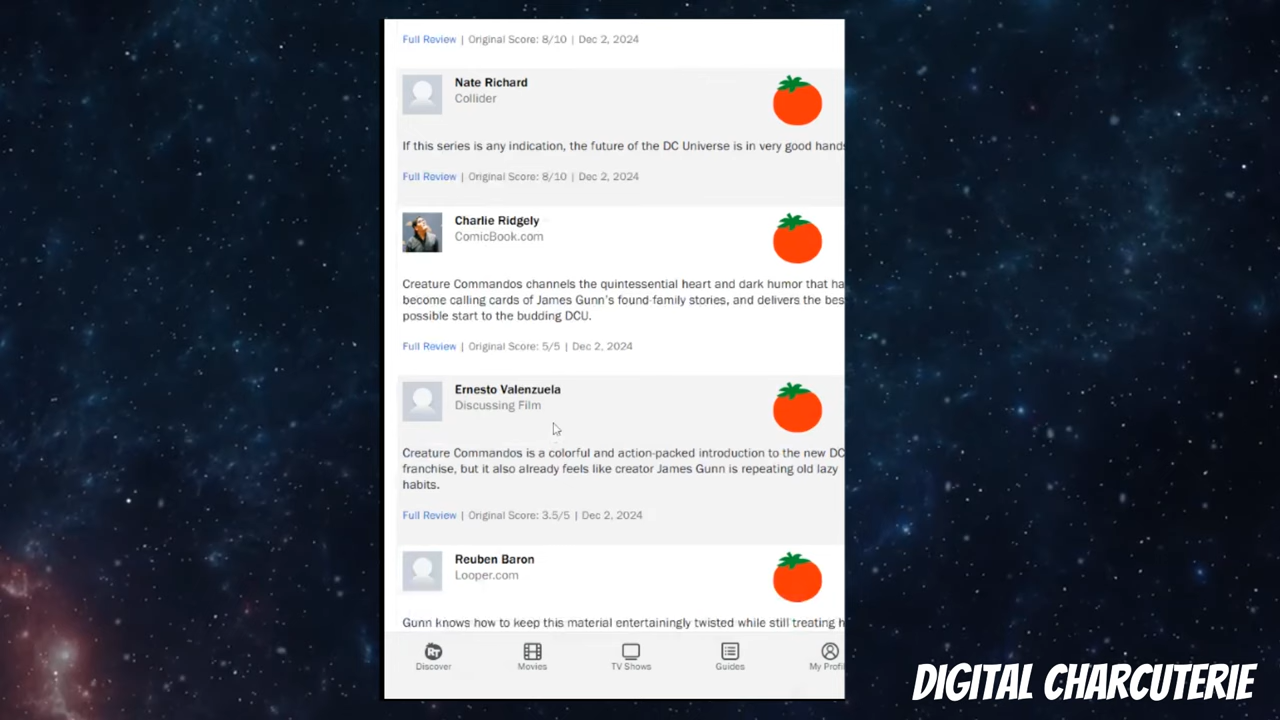 Full Review | Original Score: 8/10 | Dec 2, 2024
Nate Richard
Collider
If this series is any indication, the future of the DC Universe is in very good hands
Full Review | Original Score: 8/10 | Dec 2, 2024
Charlie Ridgely
ComicBook.com
Creature Commandos channels the quintessential heart and dark humor that ha
become calling cards of James Gunn's found-family stories, and delivers the bes
possible start to the budding DCU.
Full Review | Original Score: 5/5 | Dec 2, 2024
Ernesto Valenzuela
Discussing Film
Creature Commandos is a colorful and action-packed introduction to the new DC
franchise, but it also already feels like creator James Gunn is repeating old lazy
habits.
Full Review | Original Score: 3.5/5 | Dec 2, 2024
Reuben Baron
Looper.com
Gunn knows how to keep this material entertainingly twisted while still treating h
RT
Discover Movies TV Shows Guides My Profi
DIGITAL CHARCUTERIE